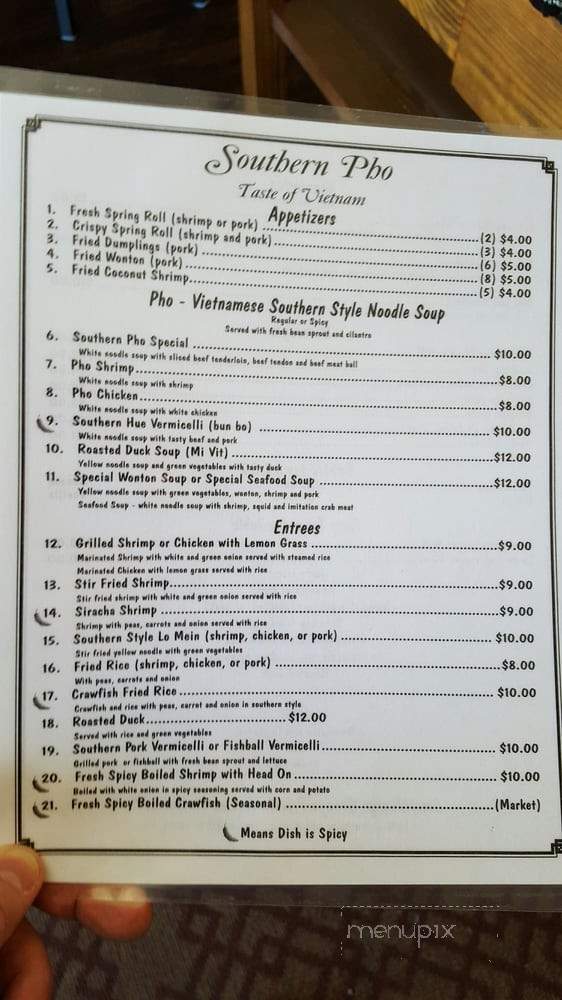 Southern Pho
Taste of Vietnam
Appetizers
1. Fresh Spring Roll (shrimp or pork) (2) $4.00
2. Crispy Spring Roll (shrimp and pork) (3) $4.00
3. Fried Dumplings (pork) (6) $5.00
4. Fried Wonton (pork) (8) $5.00
5. Fried Coconut Shrimp (5) $4.00
Pho - Vietnamese Southern Style Noodle Soup
Regular or Spicy
Served with fresh bean sprout and cilantro
6. Southern Pho Special $10.00
White noodle soup with sliced beef tenderloin, beef tendon and beef meat ball
7. Pho Shrimp $8.00
White noodle soup with shrimp
8. Pho Chicken $8.00
White noodle soup with white chicken
9. Southern Hue Vermicelli (bun bo) $10.00
White noodle soup with tasty beef and pork
10. Roasted Duck Soup (Mi Vit) $12.00
Yellow noodle soup and green vegetables with tasty duck
11. Special Wonton Soup or Special Seafood Soup $12.00
Yellow noodle soup with green vegetables, wonton, shrimp and pork
Seafood Soup - white noodle soup with shrimp, squid and imitation crab meat
Entrees
12. Grilled Shrimp or Chicken with Lemon Grass $9.00
Marinated Shrimp with white and green onion served with steamed rice
Marinated Chicken with lemon grass served with rice
13. Stir Fried Shrimp $9.00
Stir fried shrimp with white and green onion served with rice
14. Siracha Shrimp $9.00
Shrimp with peas, carrots and onion served with rice
15. Southern Style Lo Mein (shrimp, chicken, or pork) $10.00
Stir fried yellow noodle with green vegetables
16. Fried Rice (shrimp, chicken, or pork) $8.00
With peas, carrots and onion
17. Crawfish Fried Rice $10.00
Crawfish and rice with peas, carrot and onion in southern style
18. Roasted Duck $12.00
Served with rice and green vegetables
19. Southern Pork Vermicelli or Fishball Vermicelli $10.00
Grilled pork or fishball with fresh bean sprout and lettuce
20. Fresh Spicy Boiled Shrimp with Head On $10.00
Boiled with white onion in spicy seasoning served with corn and potato
21. Fresh Spicy Boiled Crawfish (Seasonal) (Market)
Means Dish is Spicy
menupix